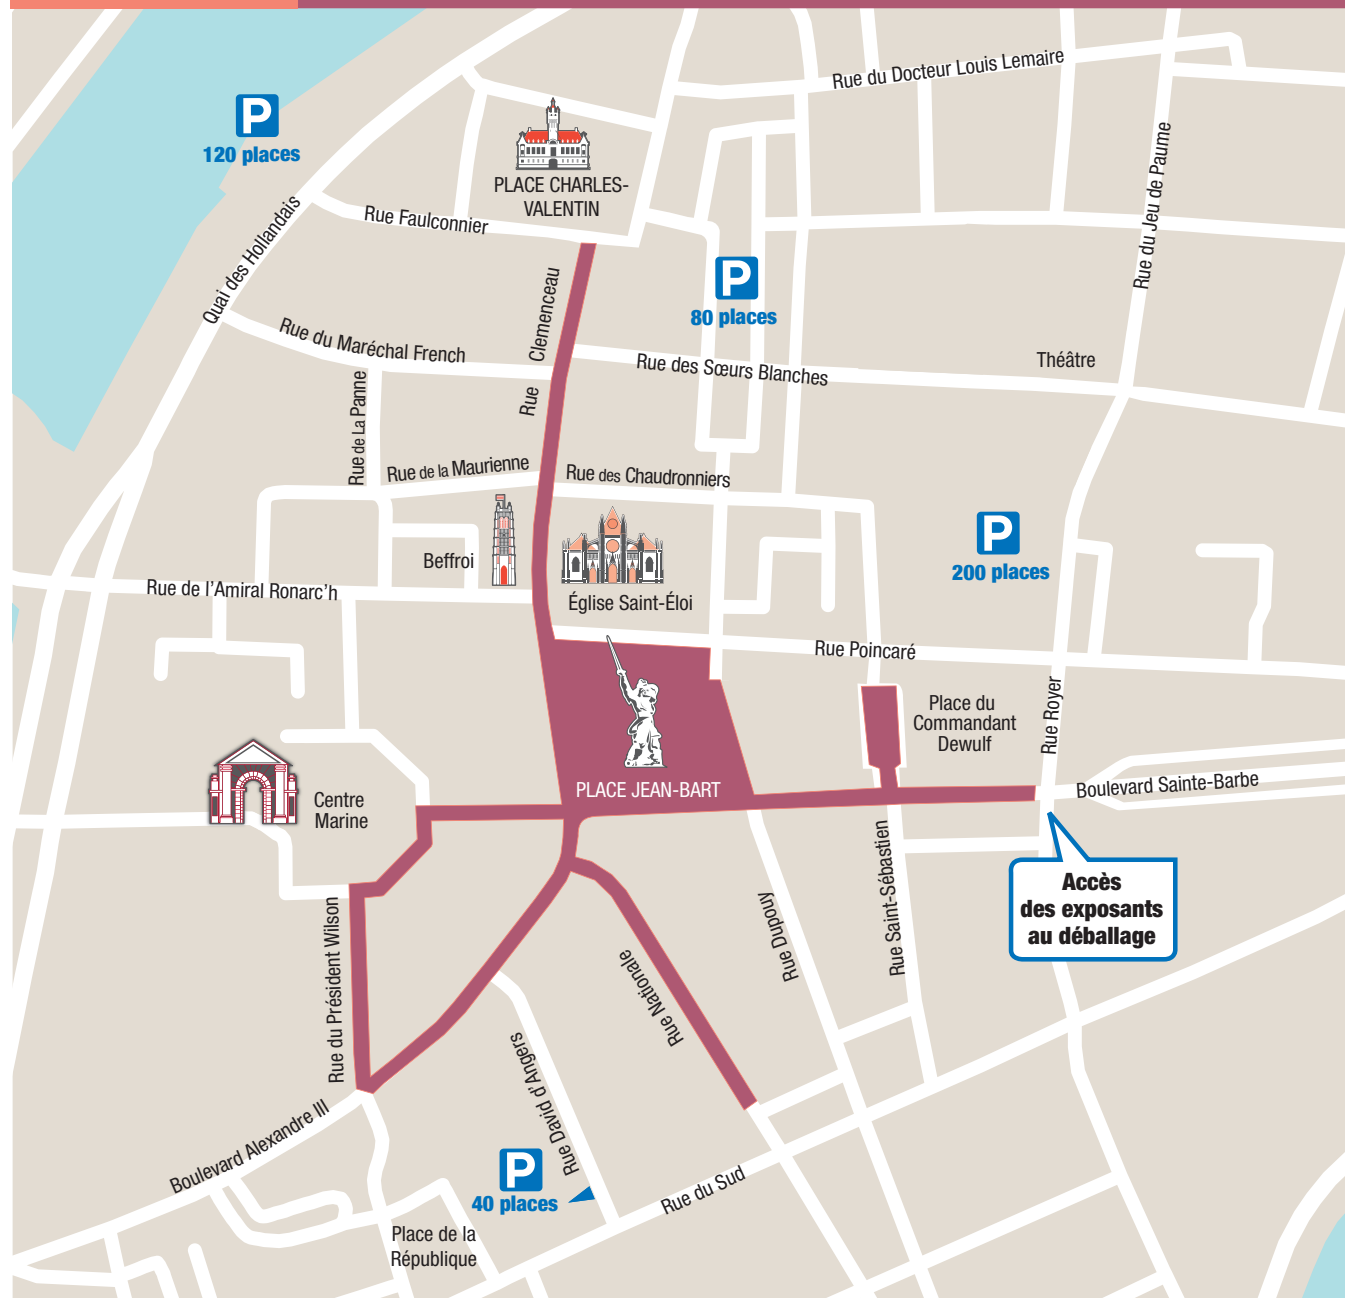 Rue du Docteur Louis Lemaire
P
120 places
PLACE CHARLES-
VALENTIN
Rue du Jeu de Paume
Rue Faulconnier
Quai des Hollandais
P
80 places
Rue Clemenceau
Rue du Maréchal French
Rue des Sœurs Blanches
Théâtre
Rue de La Panne
Rue de la Maurienne
Rue des Chaudronniers
P
200 places
Beffroi
Rue de l'Amiral Ronarc'h
Église Saint-Éloi
Rue Poincaré
Place du
Commandant
Dewulf
Rue Royer
PLACE JEAN-BART
Boulevard Sainte-Barbe
Centre
Marine
Accès
des exposants
au déballage
Rue Saint-Sébastien
Rue Dupouy
Rue Nationale
Rue du Président Wilson
Rue David d'Angers
Boulevard Alexandre III
P
40 places
Rue du Sud
Place de la
République